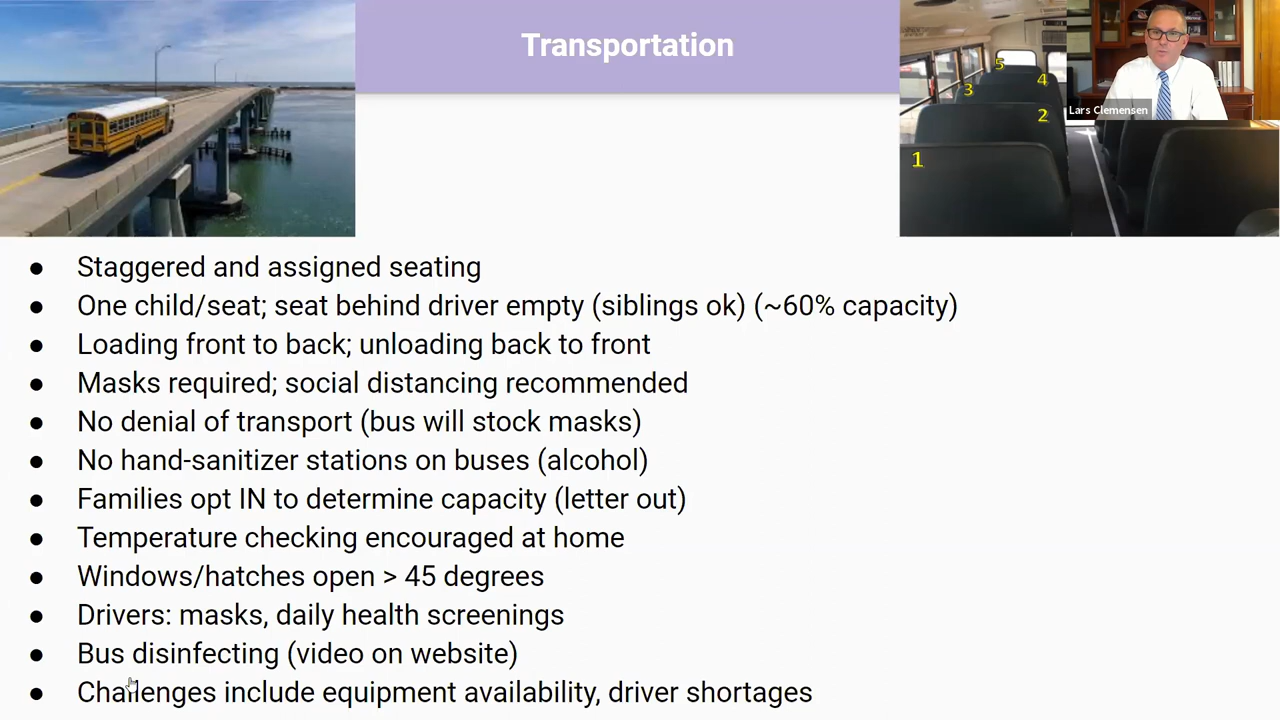 Transportation
5
4
3
2
1
Lars Clemensen
● Staggered and assigned seating
● One child/seat; seat behind driver empty (siblings ok) (~60% capacity)
● Loading front to back; unloading back to front
● Masks required; social distancing recommended
● No denial of transport (bus will stock masks)
● No hand-sanitizer stations on buses (alcohol)
● Families opt IN to determine capacity (letter out)
● Temperature checking encouraged at home
● Windows/hatches open > 45 degrees
● Drivers: masks, daily health screenings
● Bus disinfecting (video on website)
● Challenges include equipment availability, driver shortages